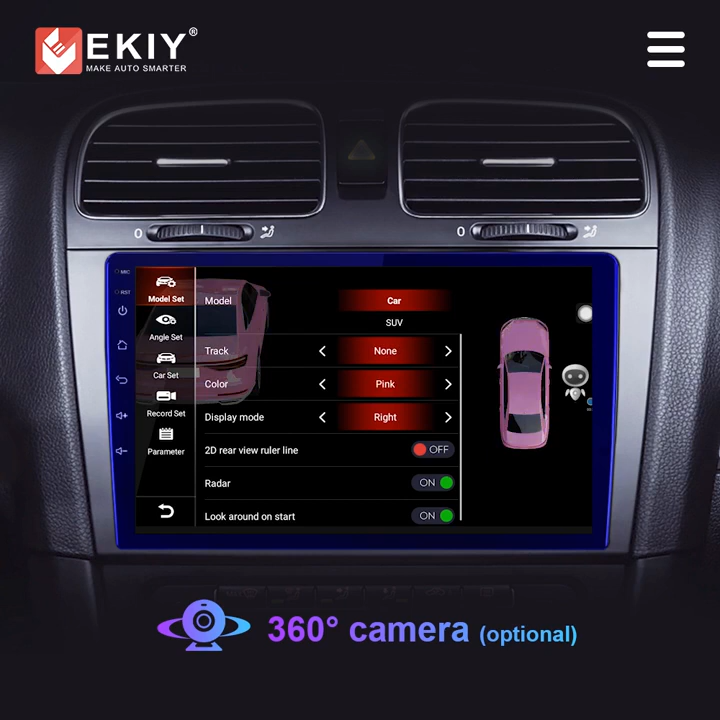 EKIY®
MAKE AUTO SMARTER
0
0
MIC
RST
Model Set
Angle Set
Car Set
Record Set
Parameter
Model
Car
SUV
Track
None
Color
Pink
Display mode
Right
2D rear view ruler line
OFF
Radar
ON
Look around on start
ON
360° camera (optional)